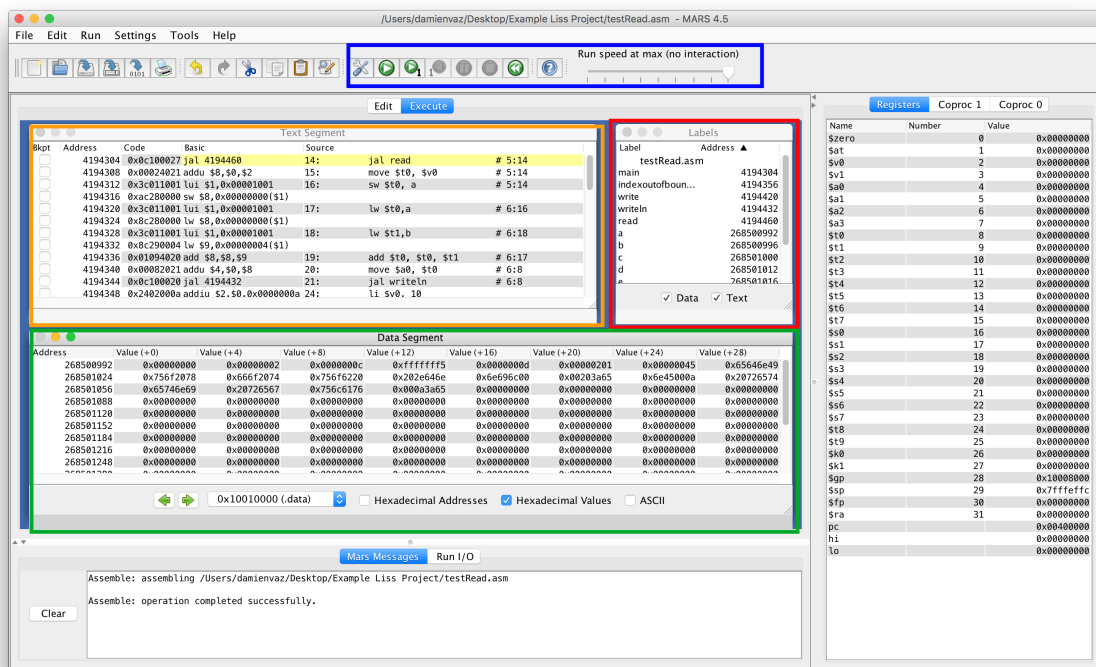 /Users/damienvaz/Desktop/Example Liss Project/testRead.asm - MARS 4.5
File Edit Run Settings Tools Help
Run speed at max (no interaction)
Edit Execute
Text Segment
Bkpt Address Code Basic Source
4194304 0x0c100027 jal 4194460 14: jal read # 5:14
4194308 0x00024021 addu $8,$0,$2 15: move $t0, $v0 # 5:14
4194312 0x3c011001 lui $1,0x00001001 16: sw $t0, a # 5:14
4194316 0xac280000 sw $8,0x00000000($1)
4194320 0x3c011001 lui $1,0x00001001 17: lw $t0,a # 6:16
4194324 0x8c280000 lw $8,0x00000000($1)
4194328 0x3c011001 lui $1,0x00001001 18: lw $t1,b # 6:18
4194332 0x8c290004 lw $9,0x00000004($1)
4194336 0x01094020 add $8,$8,$9 19: add $t0, $t0, $t1 # 6:17
4194340 0x00082021 addu $4,$0,$8 20: move $a0, $t0 # 6:8
4194344 0x0c100020 jal 4194432 21: jal writeln # 6:8
4194348 0x2402000a addiu $2,$0,0x0000000a 24: li $v0, 10
Labels
Label Address ▲
testRead.asm
main 4194304
indexoutofboun... 4194356
write 4194420
writeln 4194432
read 4194460
a 268500992
b 268500996
c 268501000
d 268501012
e 268501016
Data Text
Data Segment
Address Value (+0) Value (+4) Value (+8) Value (+12) Value (+16) Value (+20) Value (+24) Value (+28)
268500992 0x00000000 0x00000002 0x0000000c 0xfffffff5 0x0000000d 0x00000201 0x00000045 0x65646e49
268501024 0x756f2078 0x666f2074 0x756f6220 0x202e646e 0x6e696c00 0x00203a65 0x6e45000a 0x20726574
268501056 0x65746e69 0x20726567 0x756c6176 0x000a3a65 0x00000000 0x00000000 0x00000000 0x00000000
268501088 0x00000000 0x00000000 0x00000000 0x00000000 0x00000000 0x00000000 0x00000000 0x00000000
268501120 0x00000000 0x00000000 0x00000000 0x00000000 0x00000000 0x00000000 0x00000000 0x00000000
268501152 0x00000000 0x00000000 0x00000000 0x00000000 0x00000000 0x00000000 0x00000000 0x00000000
268501184 0x00000000 0x00000000 0x00000000 0x00000000 0x00000000 0x00000000 0x00000000 0x00000000
268501216 0x00000000 0x00000000 0x00000000 0x00000000 0x00000000 0x00000000 0x00000000 0x00000000
268501248 0x00000000 0x00000000 0x00000000 0x00000000 0x00000000 0x00000000 0x00000000 0x00000000
0x10010000 (.data) Hexadecimal Addresses Hexadecimal Values ASCII
Mars Messages Run I/O
Assemble: assembling /Users/damienvaz/Desktop/Example Liss Project/testRead.asm
Assemble: operation completed successfully.
Clear
Registers Coproc 1 Coproc 0
Name Number Value
$zero 0 0x00000000
$at 1 0x00000000
$v0 2 0x00000000
$v1 3 0x00000000
$a0 4 0x00000000
$a1 5 0x00000000
$a2 6 0x00000000
$a3 7 0x00000000
$t0 8 0x00000000
$t1 9 0x00000000
$t2 10 0x00000000
$t3 11 0x00000000
$t4 12 0x00000000
$t5 13 0x00000000
$t6 14 0x00000000
$t7 15 0x00000000
$s0 16 0x00000000
$s1 17 0x00000000
$s2 18 0x00000000
$s3 19 0x00000000
$s4 20 0x00000000
$s5 21 0x00000000
$s6 22 0x00000000
$s7 23 0x00000000
$t8 24 0x00000000
$t9 25 0x00000000
$k0 26 0x00000000
$k1 27 0x00000000
$gp 28 0x10008000
$sp 29 0x7fffeffc
$fp 30 0x00000000
$ra 31 0x00000000
pc 0x00400000
hi 0x00000000
lo 0x00000000